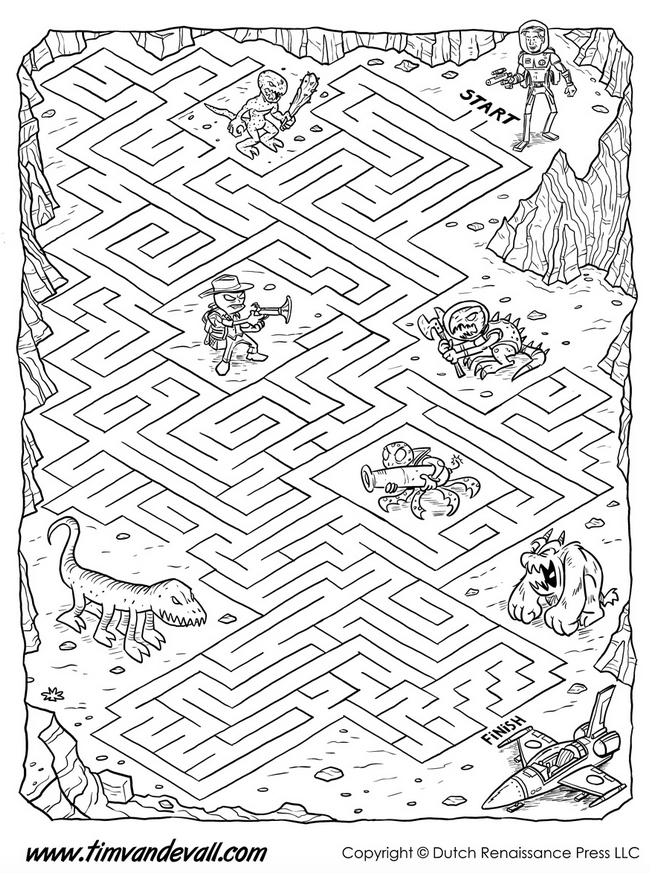 START
FINISH
www.timvandevall.com
Copyright © Dutch Renaissance Press LLC